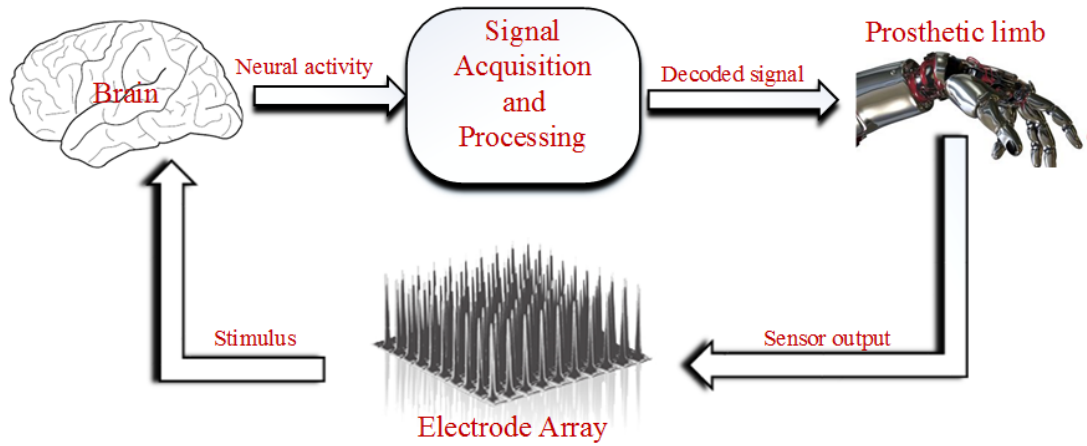 Brain
Neural activity
Signal
Acquisition
and
Processing
Decoded signal
Prosthetic limb
Stimulus
Sensor output
Electrode Array